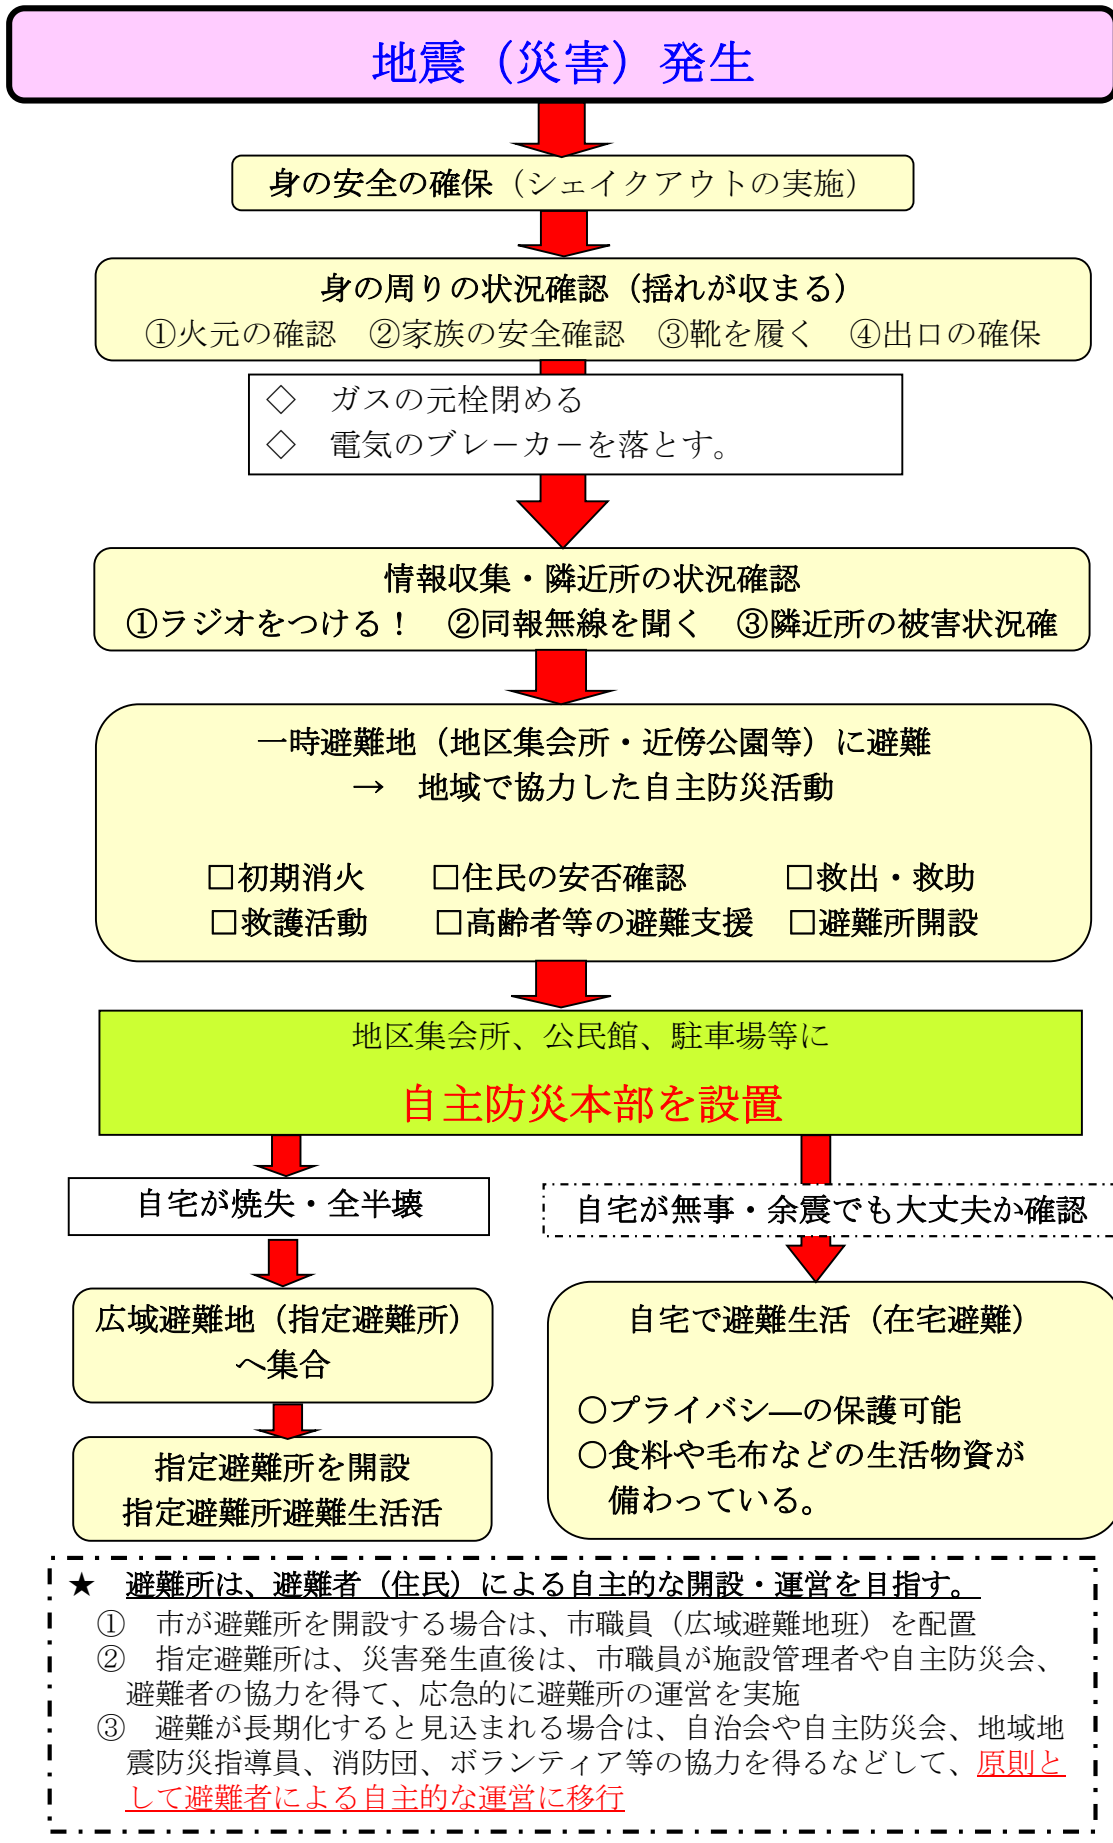 地震（災害）発生
身の安全の確保（シェイクアウトの実施）
身の周りの状況確認（揺れが収まる）
①火元の確認　②家族の安全確認　③靴を履く　④出口の確保
◇　ガスの元栓閉める
◇　電気のブレーカーを落とす。
情報収集・隣近所の状況確認
①ラジオをつける！　②同報無線を聞く　③隣近所の被害状況確
一時避難地（地区集会所・近傍公園等）に避難
→　地域で協力した自主防災活動
□初期消火　　□住民の安否確認　　　□救出・救助
□救護活動　　□高齢者等の避難支援　□避難所開設
地区集会所、公民館、駐車場等に
自主防災本部を設置
自宅が焼失・全半壊
広域避難地（指定避難所）
へ集合
指定避難所を開設
指定避難所避難生活活
自宅が無事・余震でも大丈夫か確認
自宅で避難生活（在宅避難）
○プライバシ―の保護可能
○食料や毛布などの生活物資が
備わっている。
★　避難所は、避難者（住民）による自主的な開設・運営を目指す。
①　市が避難所を開設する場合は、市職員（広域避難地班）を配置
②　指定避難所は、災害発生直後は、市職員が施設管理者や自主防災会、
避難者の協力を得て、応急的に避難所の運営を実施
③　避難が長期化すると見込まれる場合は、自治会や自主防災会、地域地
震防災指導員、消防団、ボランティア等の協力を得るなどして、原則と
して避難者による自主的な運営に移行